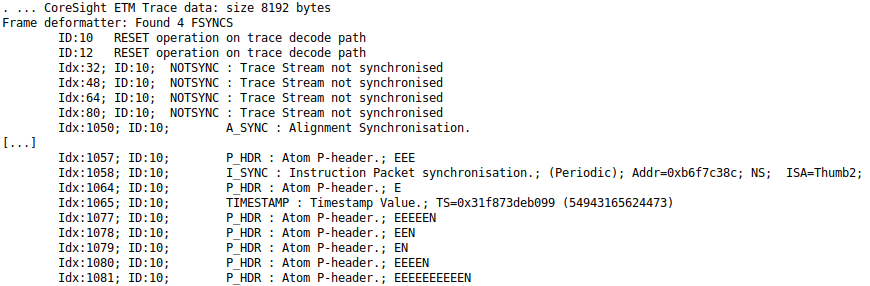 . ... CoreSight ETM Trace data: size 8192 bytes
Frame deformatter: Found 4 FSYNCS
ID:10   RESET operation on trace decode path
ID:12   RESET operation on trace decode path
Idx:32; ID:10;  NOTSYNC : Trace Stream not synchronised
Idx:48; ID:10;  NOTSYNC : Trace Stream not synchronised
Idx:64; ID:10;  NOTSYNC : Trace Stream not synchronised
Idx:80; ID:10;  NOTSYNC : Trace Stream not synchronised
Idx:1050; ID:10;        A_SYNC : Alignment Synchronisation.
[...]
Idx:1057; ID:10;        P_HDR : Atom P-header.; EEE
Idx:1058; ID:10;        I_SYNC : Instruction Packet synchronisation.; (Periodic); Addr=0xb6f7c38c; NS;  ISA=Thumb2;
Idx:1064; ID:10;        P_HDR : Atom P-header.; E
Idx:1065; ID:10;        TIMESTAMP : Timestamp Value.; TS=0x31f873deb099 (54943165624473)
Idx:1077; ID:10;        P_HDR : Atom P-header.; EEEEEN
Idx:1078; ID:10;        P_HDR : Atom P-header.; EEN
Idx:1079; ID:10;        P_HDR : Atom P-header.; EN
Idx:1080; ID:10;        P_HDR : Atom P-header.; EEEEN
Idx:1081; ID:10;        P_HDR : Atom P-header.; EEEEEEEEEEN